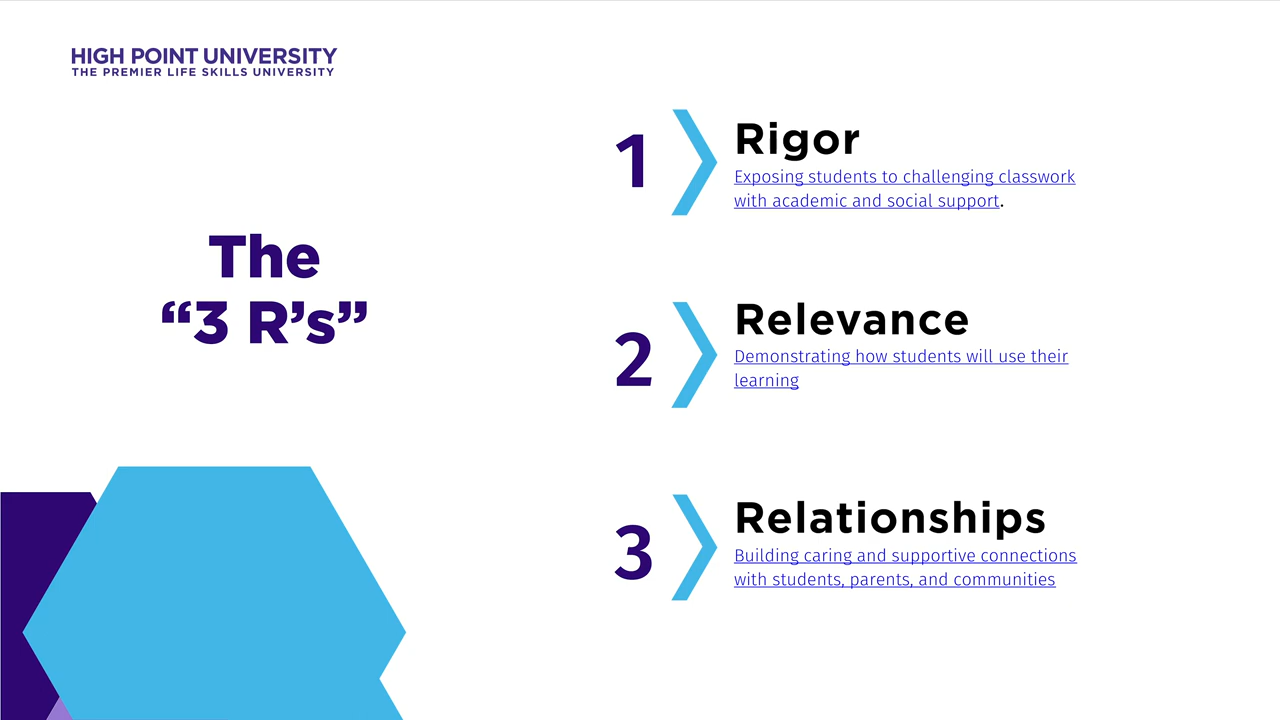 HIGH POINT UNIVERSITY
THE PREMIER LIFE SKILLS UNIVERSITY
The
“3 R’s”
1
Rigor
Exposing students to challenging classwork
with academic and social support.
2
Relevance
Demonstrating how students will use their
learning
3
Relationships
Building caring and supportive connections
with students, parents, and communities